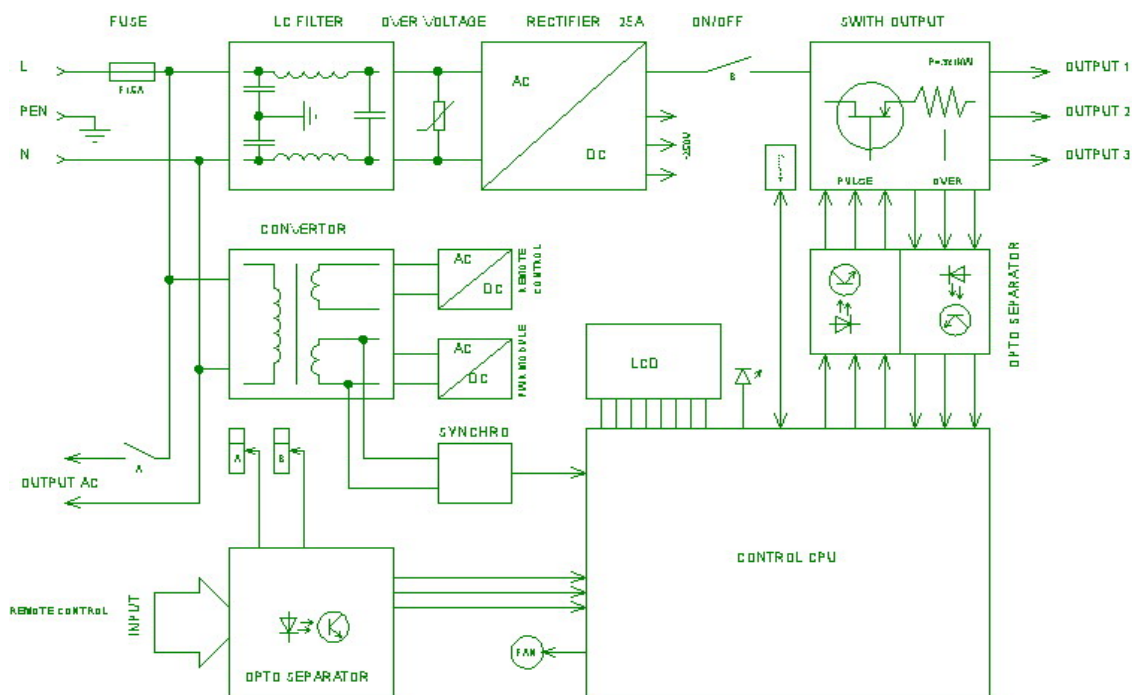 FUSE
LC FILTER
OVER VOLTAGE
RECTIFIER 25A
ON/OFF
SWITH OUTPUT
L
PEN
N
AC
DC
B
PULSE
OVER
OUTPUT 1
OUTPUT 2
OUTPUT 3
CONVERTOR
AC
DC
REMOTE CONTROL
AC
DC
PWR MODULE
OPTO SEPARATOR
LCD
SYNCHRO
A
B
A
OUTPUT AC
CONTROL CPU
REMOTE CONTROL
INPUT
FAN
OPTO SEPARATOR